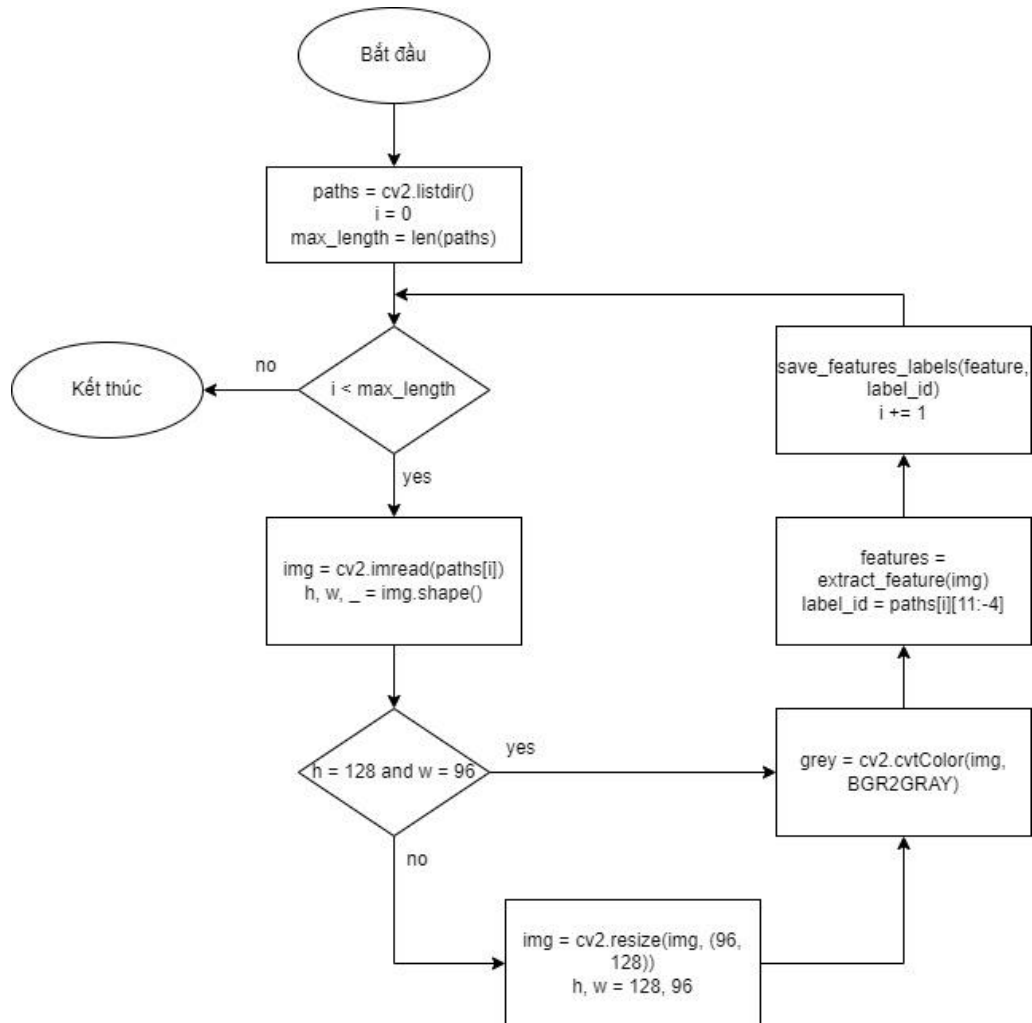 Bắt đầu
paths = cv2.listdir()
i = 0
max_length = len(paths)
i < max_length
no
Kết thúc
yes
img = cv2.imread(paths[i])
h, w, _ = img.shape()
h = 128 and w = 96
yes
no
img = cv2.resize(img, (96,
128))
h, w = 128, 96
grey = cv2.cvtColor(img,
BGR2GRAY)
features =
extract_feature(img)
label_id = paths[i][11:-4]
save_features_labels(feature,
label_id)
i += 1